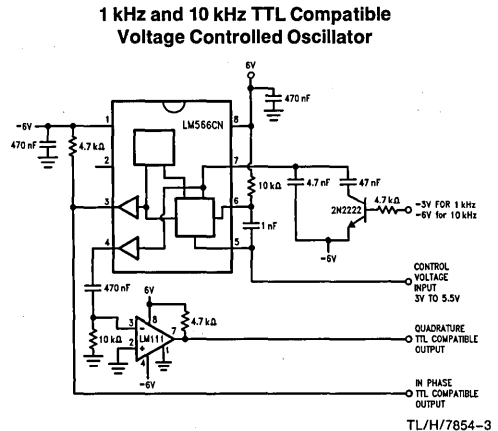 1 kHz and 10 kHz TTL Compatible
Voltage Controlled Oscillator
6V
470 nF
-6V
1
LM566CN
8
470 nF
4.7 kΩ
2
7
10 kΩ
4.7 nF
47 nF
4.7 kΩ
3
6
2N2222
-3V FOR 1 kHz
-6V for 10 kHz
1 nF
4
5
-6V
CONTROL
VOLTAGE
INPUT
3V TO 5.5V
470 nF
6V
4.7 kΩ
10 kΩ
3
-
8
7
LM111
2
+
4
1
-6V
QUADRATURE
TTL COMPATIBLE
OUTPUT
IN PHASE
TTL COMPATIBLE
OUTPUT
TL/H/7854-3